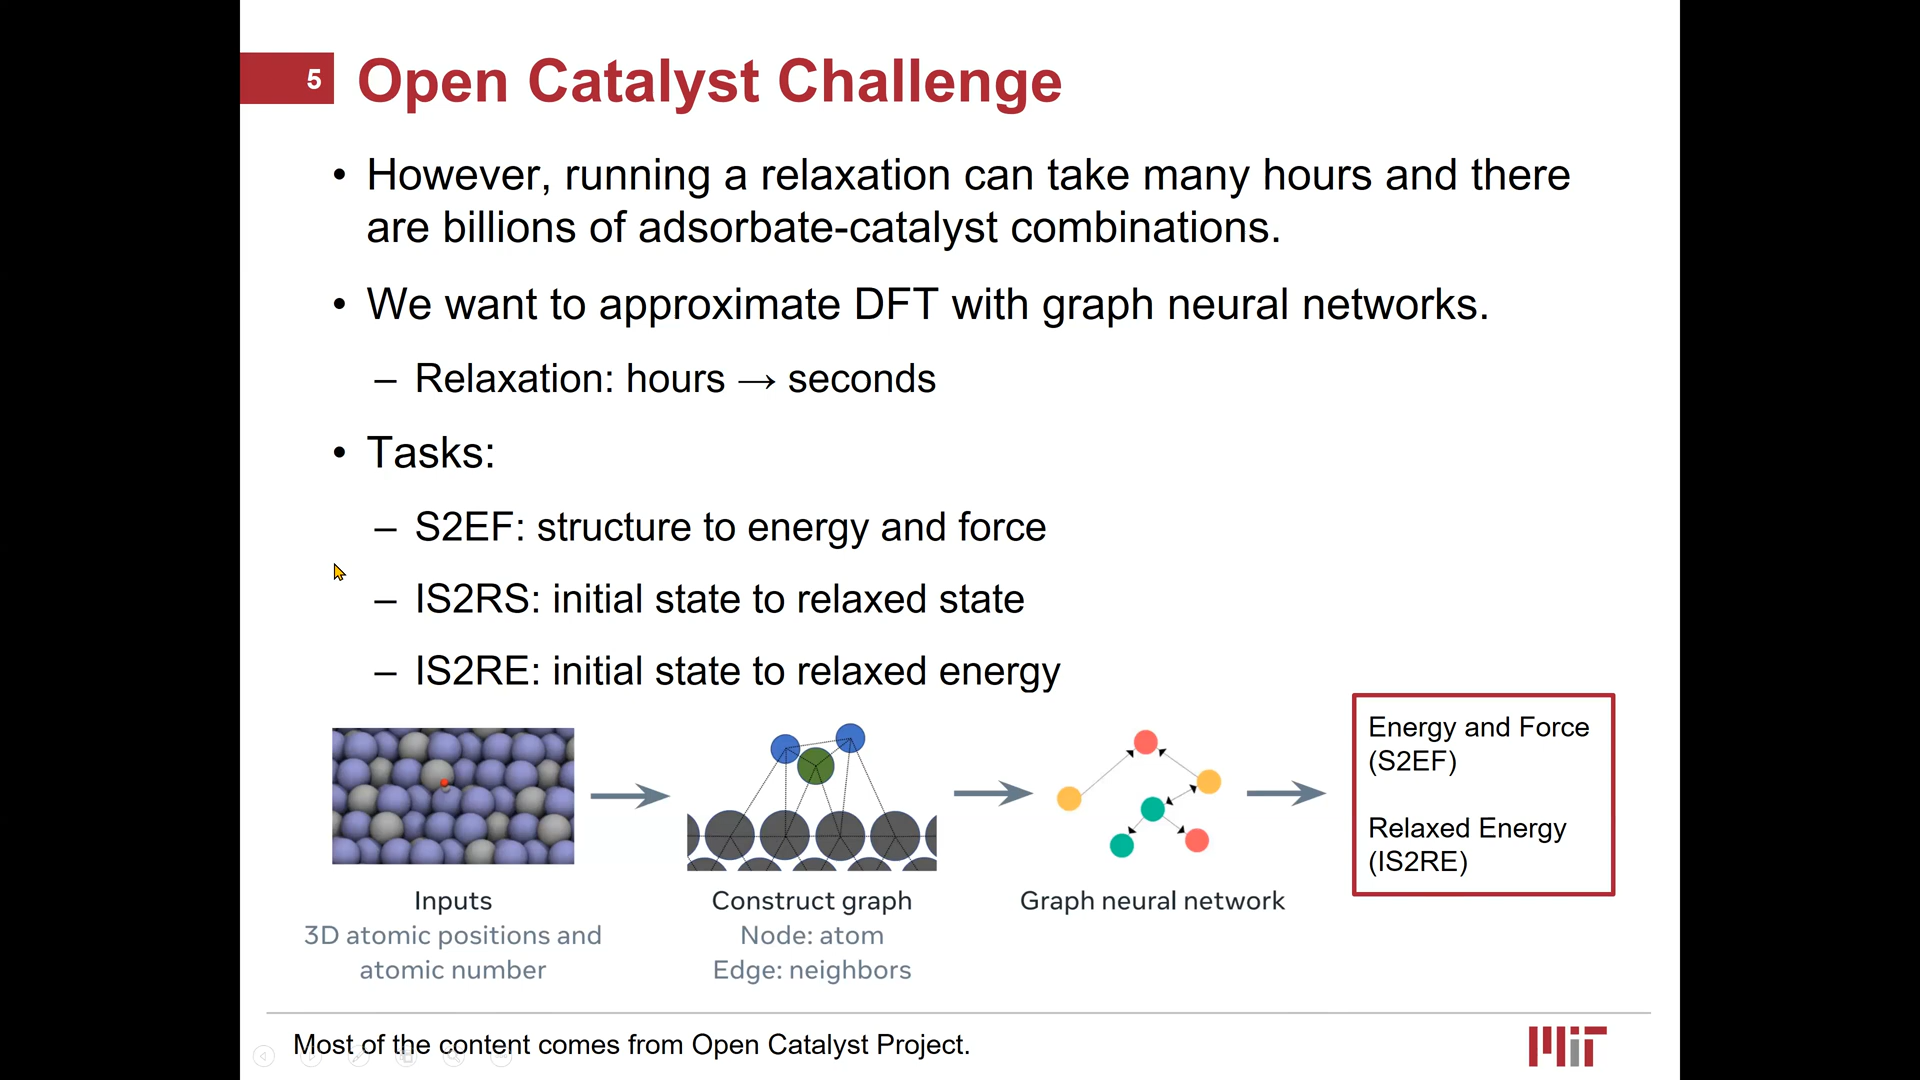 5
Open Catalyst Challenge
• However, running a relaxation can take many hours and there
are billions of adsorbate-catalyst combinations.
• We want to approximate DFT with graph neural networks.
– Relaxation: hours → seconds
• Tasks:
– S2EF: structure to energy and force
– IS2RS: initial state to relaxed state
– IS2RE: initial state to relaxed energy
Inputs
3D atomic positions and
atomic number
Construct graph
Node: atom
Edge: neighbors
Graph neural network
Energy and Force
(S2EF)
Relaxed Energy
(IS2RE)
Most of the content comes from Open Catalyst Project.
MIT